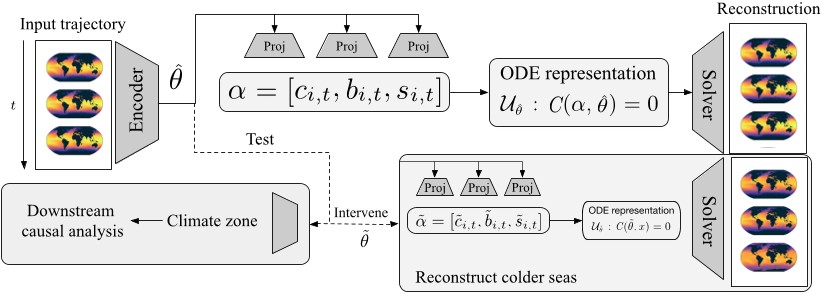 Input trajectory
t
Encoder
θ̂
Proj
Proj
Proj
α = [c_{i,t}, b_{i,t}, s_{i,t}]
ODE representation
𝒰_θ̂ : C(α, θ̂) = 0
Solver
Reconstruction
Test
Downstream
causal analysis
Climate zone
Intervene
θ̃
Proj
Proj
Proj
α̃ = [c̃_{i,t}, b̃_{i,t}, s̃_{i,t}]
ODE representation
𝒰_θ̃ : C(θ̃. x) = 0
Solver
Reconstruct colder seas